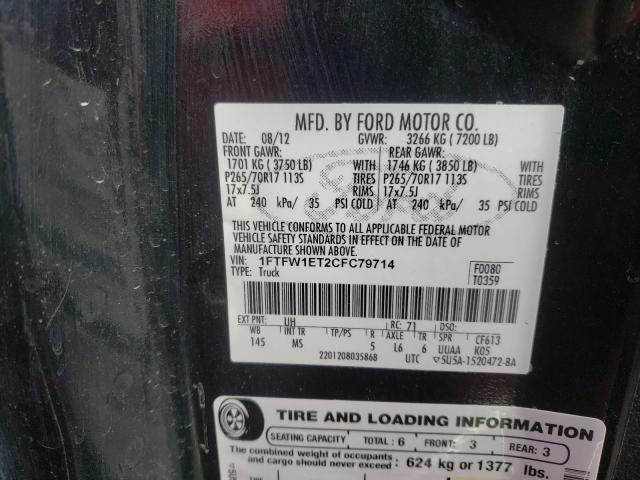 MFD. BY FORD MOTOR CO.
DATE: 08/12 GVWR: 3266 KG ( 7200 LB)
FRONT GAWR: REAR GAWR:
1701 KG ( 3750 LB) WITH 1746 KG ( 3850 LB) WITH
P265/70R17 113S TIRES P265/70R17 113S TIRES
17x7.5J RIMS 17x7.5J RIMS
AT 240 kPa/ 35 PSI COLD AT 240 kPa/ 35 PSI COLD
Ford
THIS VEHICLE CONFORMS TO ALL APPLICABLE FEDERAL MOTOR
VEHICLE SAFETY STANDARDS IN EFFECT ON THE DATE OF
MANUFACTURE SHOWN ABOVE.
VIN: 1FTFW1ET2CFC79714
TYPE: Truck
F0080
T0359
EXT PNT: UH RC: 71 DSO:
WB INT TR TP/PS R AXLE TR SPR CF613
145 MS 5 L6 6 UUAA K05
2201208035868 UTC ▽5U5A-1520472-BA
TIRE AND LOADING INFORMATION
SEATING CAPACITY TOTAL : 6 FRONT: 3 REAR: 3
The combined weight of occupants
and cargo should never exceed: 624 kg or 1377 lbs.